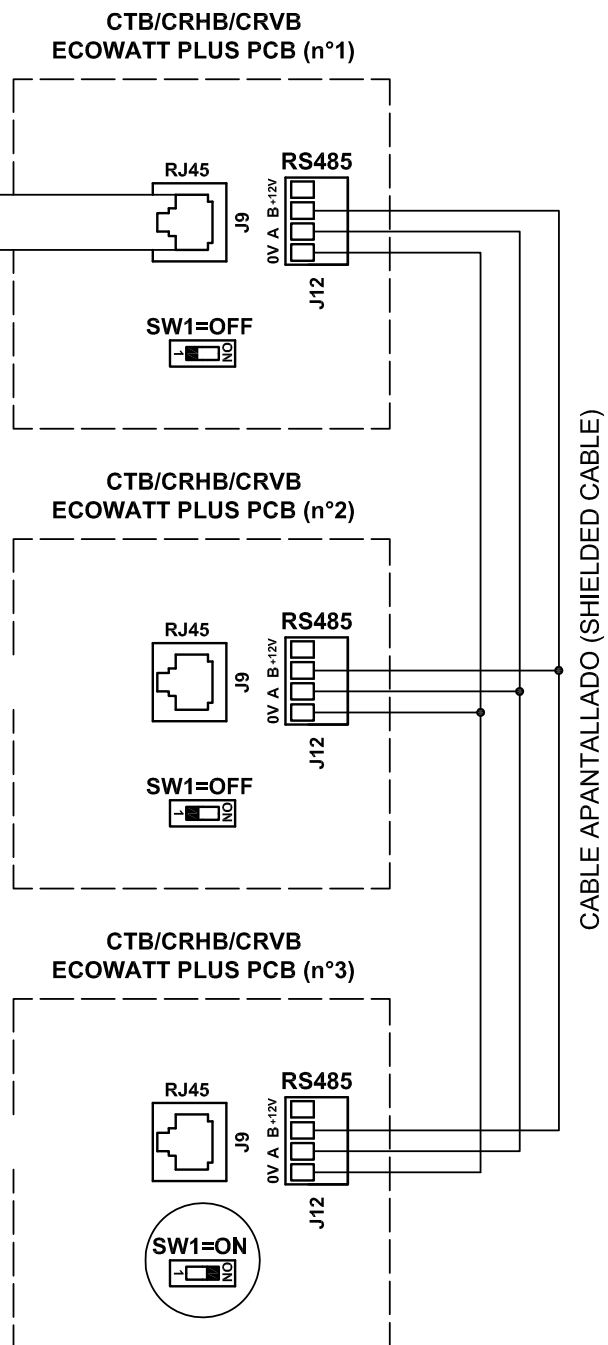 CTB/CRHB/CRVB
ECOWATT PLUS PCB (n°1)
RJ45
RS485
J9
0V A B +12V
J12
SW1=OFF
1 ON
CTB/CRHB/CRVB
ECOWATT PLUS PCB (n°2)
RJ45
RS485
J9
0V A B +12V
J12
SW1=OFF
1 ON
CTB/CRHB/CRVB
ECOWATT PLUS PCB (n°3)
RJ45
RS485
J9
0V A B +12V
J12
SW1=ON
1 ON
CABLE APANTALLADO (SHIELDED CABLE)